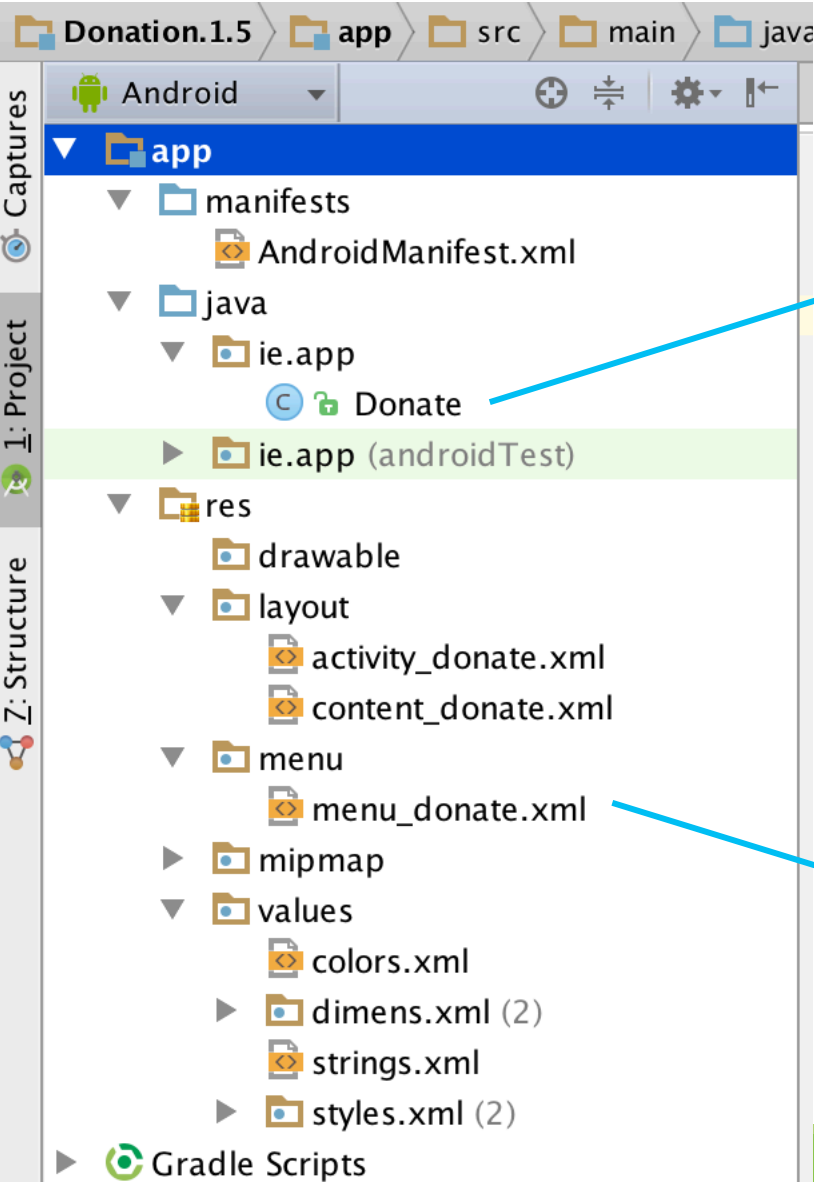 Donation.1.5 app src main java
Android
Captures
1: Project
Z: Structure
app
manifests
AndroidManifest.xml
java
ie.app
C Donate
ie.app (androidTest)
res
drawable
layout
activity_donate.xml
content_donate.xml
menu
menu_donate.xml
mipmap
values
colors.xml
dimens.xml (2)
strings.xml
styles.xml (2)
Gradle Scripts